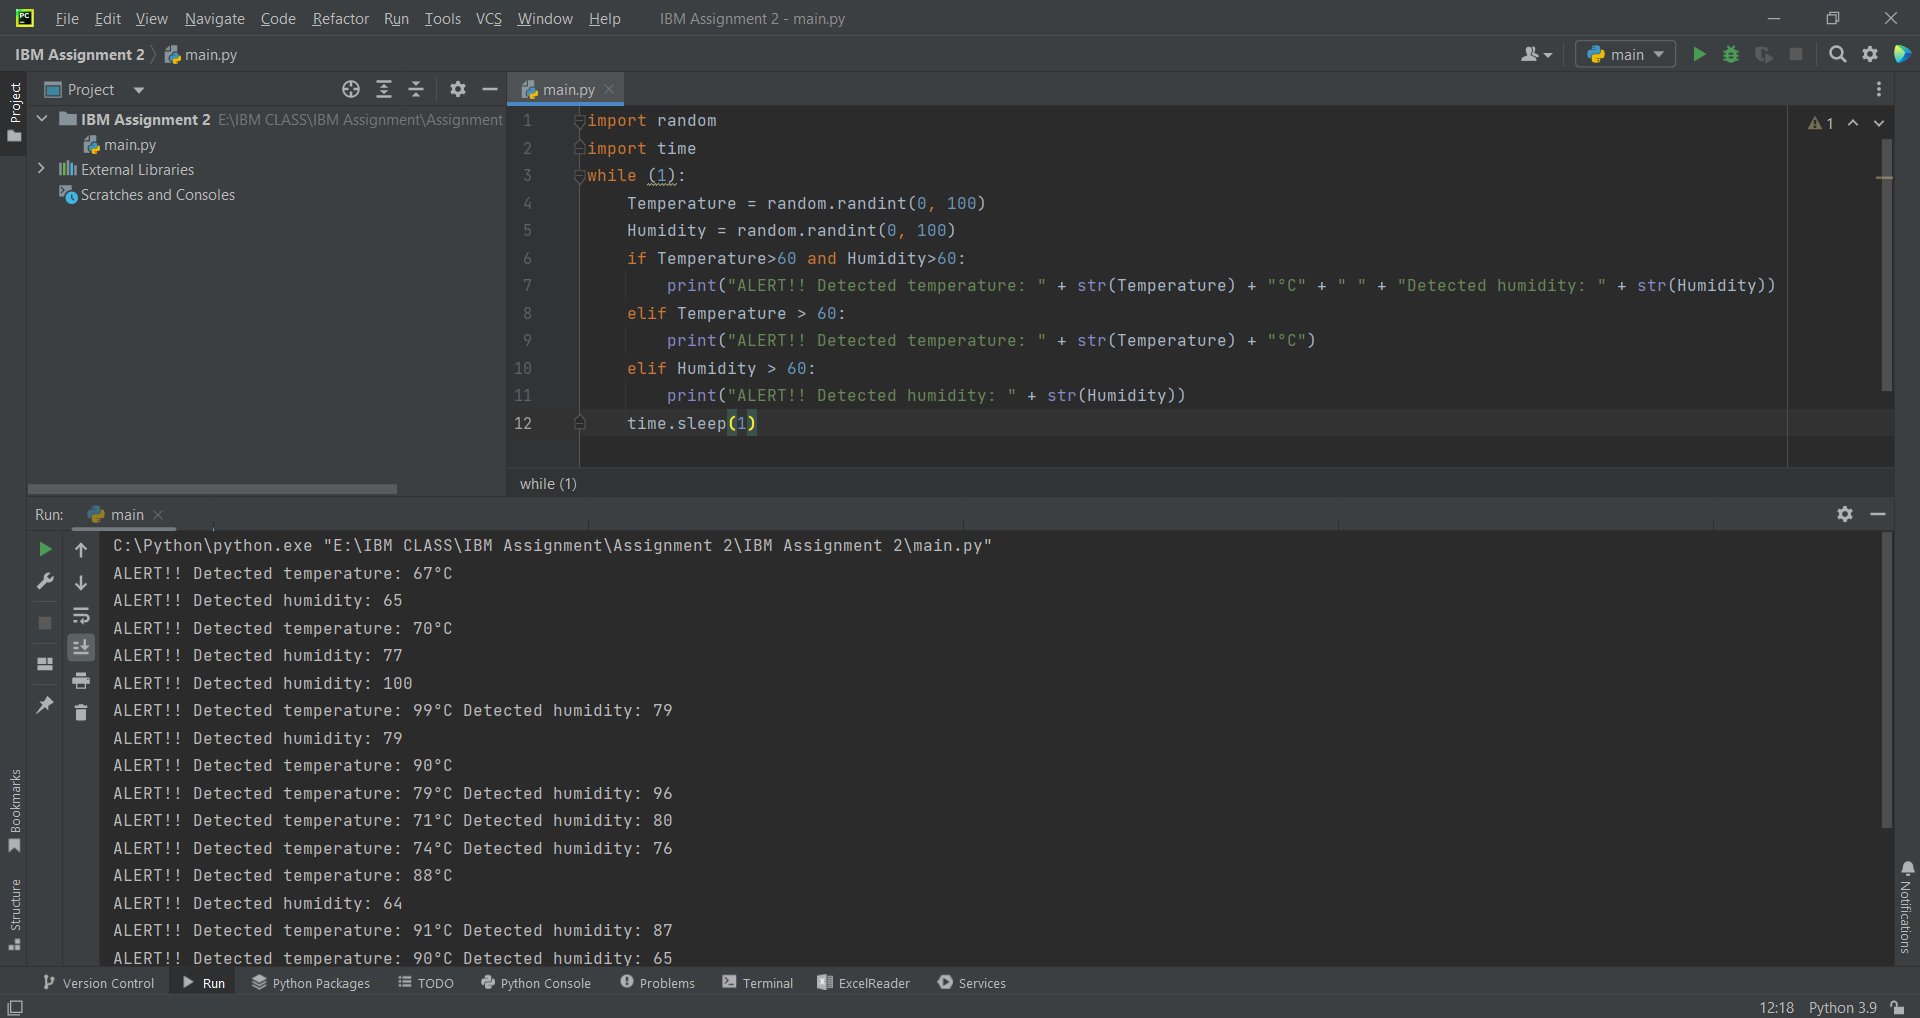 PC File Edit View Navigate Code Refactor Run Tools VCS Window Help IBM Assignment 2 - main.py
IBM Assignment 2 main.py main
Project
Project
main.py
IBM Assignment 2 E:\IBM CLASS\IBM Assignment\Assignment
main.py
External Libraries
Scratches and Consoles
1 import random
1
2 import time
3 while (1):
4 Temperature = random.randint(0, 100)
5 Humidity = random.randint(0, 100)
6 if Temperature>60 and Humidity>60:
7 print("ALERT!! Detected temperature: " + str(Temperature) + "°C" + " " + "Detected humidity: " + str(Humidity))
8 elif Temperature > 60:
9 print("ALERT!! Detected temperature: " + str(Temperature) + "°C")
10 elif Humidity > 60:
11 print("ALERT!! Detected humidity: " + str(Humidity))
12 time.sleep(1)
while (1)
Run: main
C:\Python\python.exe "E:\IBM CLASS\IBM Assignment\Assignment 2\IBM Assignment 2\main.py"
ALERT!! Detected temperature: 67°C
ALERT!! Detected humidity: 65
ALERT!! Detected temperature: 70°C
ALERT!! Detected humidity: 77
ALERT!! Detected humidity: 100
ALERT!! Detected temperature: 99°C Detected humidity: 79
ALERT!! Detected humidity: 79
ALERT!! Detected temperature: 90°C
ALERT!! Detected temperature: 79°C Detected humidity: 96
ALERT!! Detected temperature: 71°C Detected humidity: 80
ALERT!! Detected temperature: 74°C Detected humidity: 76
ALERT!! Detected temperature: 88°C
ALERT!! Detected humidity: 64
ALERT!! Detected temperature: 91°C Detected humidity: 87
ALERT!! Detected temperature: 90°C Detected humidity: 65
Bookmarks
Structure
Notifications
Version Control Run Python Packages TODO Python Console Problems Terminal ExcelReader Services
12:18 Python 3.9